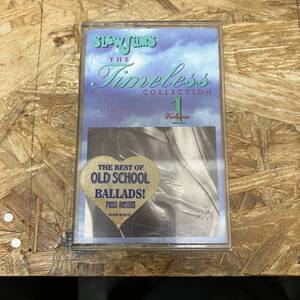 SLOW JAMS
THE
Timeless
COLLECTION
1
Volume
THE BEST OF
OLD SCHOOL
BALLADS!